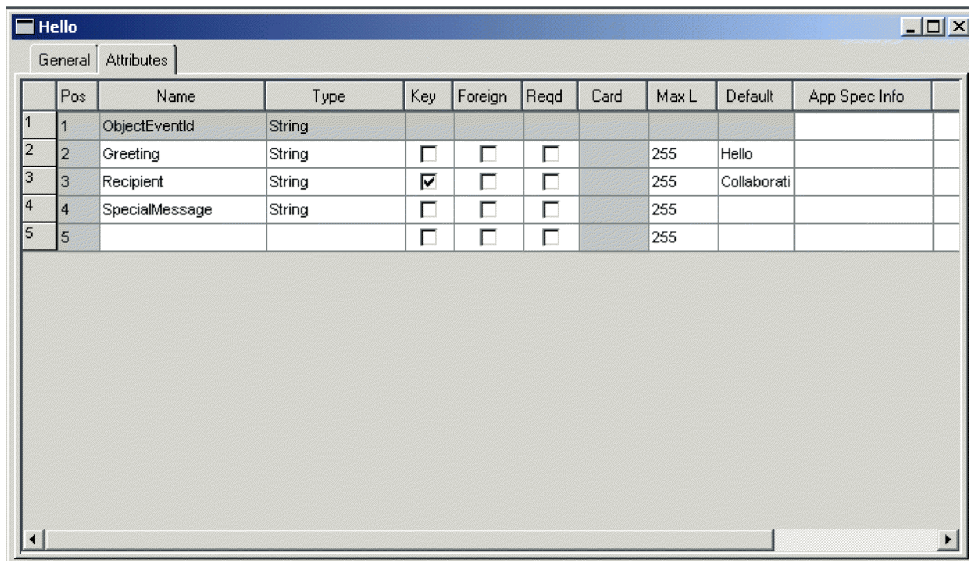 Hello
General Attributes
Pos Name Type Key Foreign Reqd Card Max L Default App Spec Info
1 1 ObjectEventId String
2 2 Greeting String 255 Hello
3 3 Recipient String 255 Collaborati
4 4 SpecialMessage String 255
5 5 255